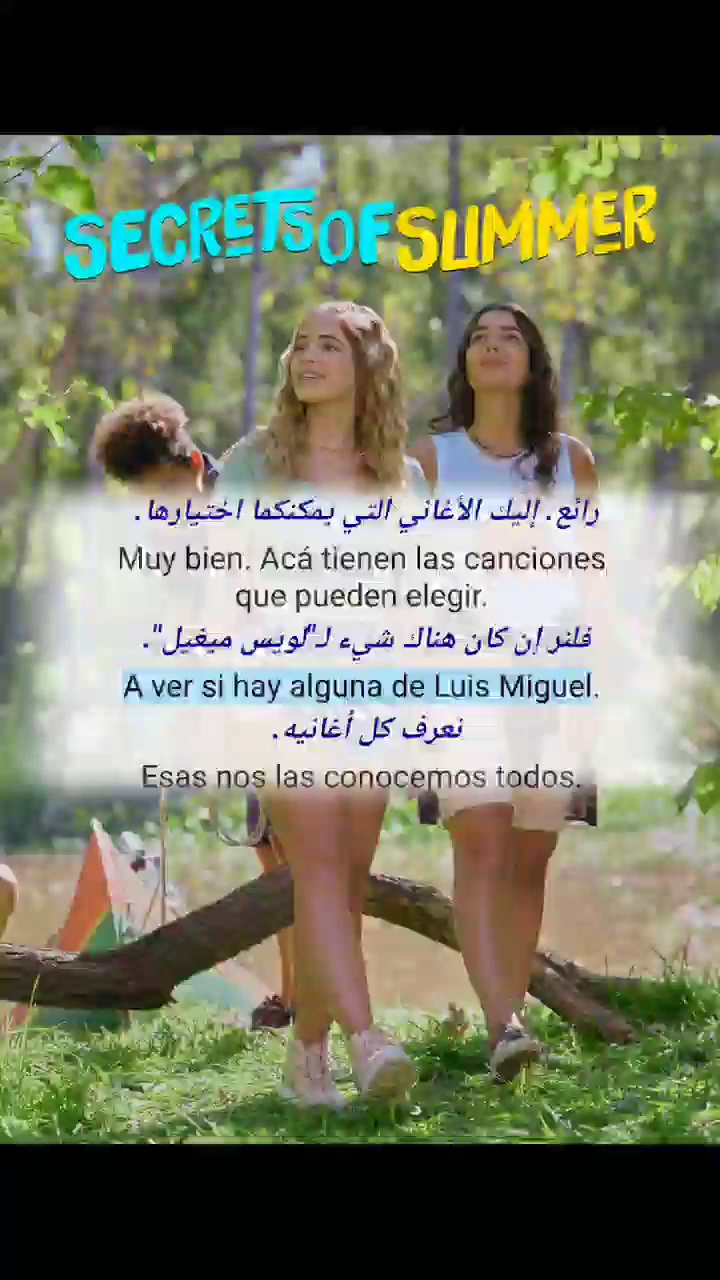 SECRETS OF SUMMER
رائع. إليك الأغاني التي يمكنكما اختيارها.
Muy bien. Acá tienen las canciones
que pueden elegir.
فلنر إن كان هناك شيء لـ"لويس ميغيل".
A ver si hay alguna de Luis Miguel.
نعرف كل أغانيه.
Esas nos las conocemos todos.